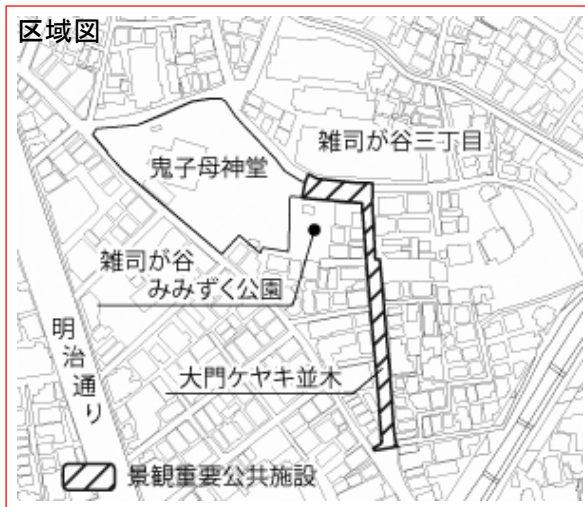 区域図
雑司が谷三丁目
鬼子母神堂
雑司が谷
みみずく公園
明治通り
大門ケヤキ並木
景観重要公共施設